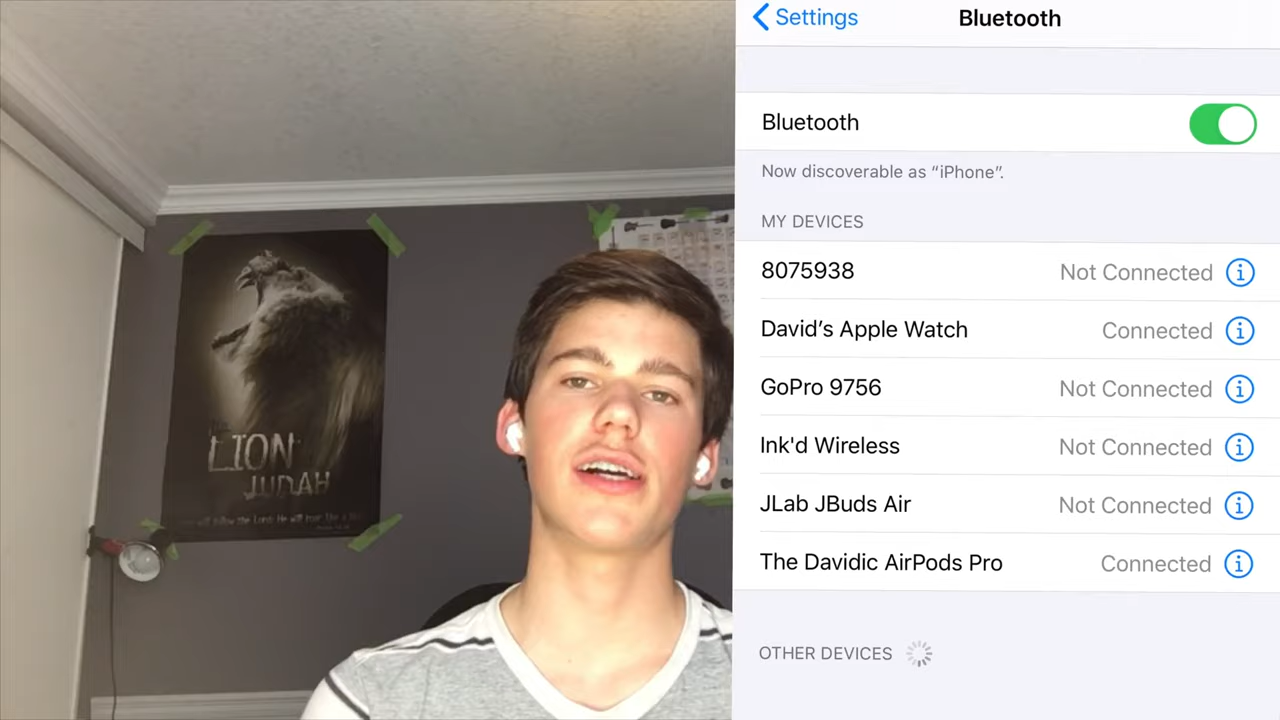 LION
JUDAH
Settings
Bluetooth
Bluetooth
Now discoverable as “iPhone”.
MY DEVICES
8075938 Not Connected
David’s Apple Watch Connected
GoPro 9756 Not Connected
Ink'd Wireless Not Connected
JLab JBuds Air Not Connected
The Davidic AirPods Pro Connected
OTHER DEVICES